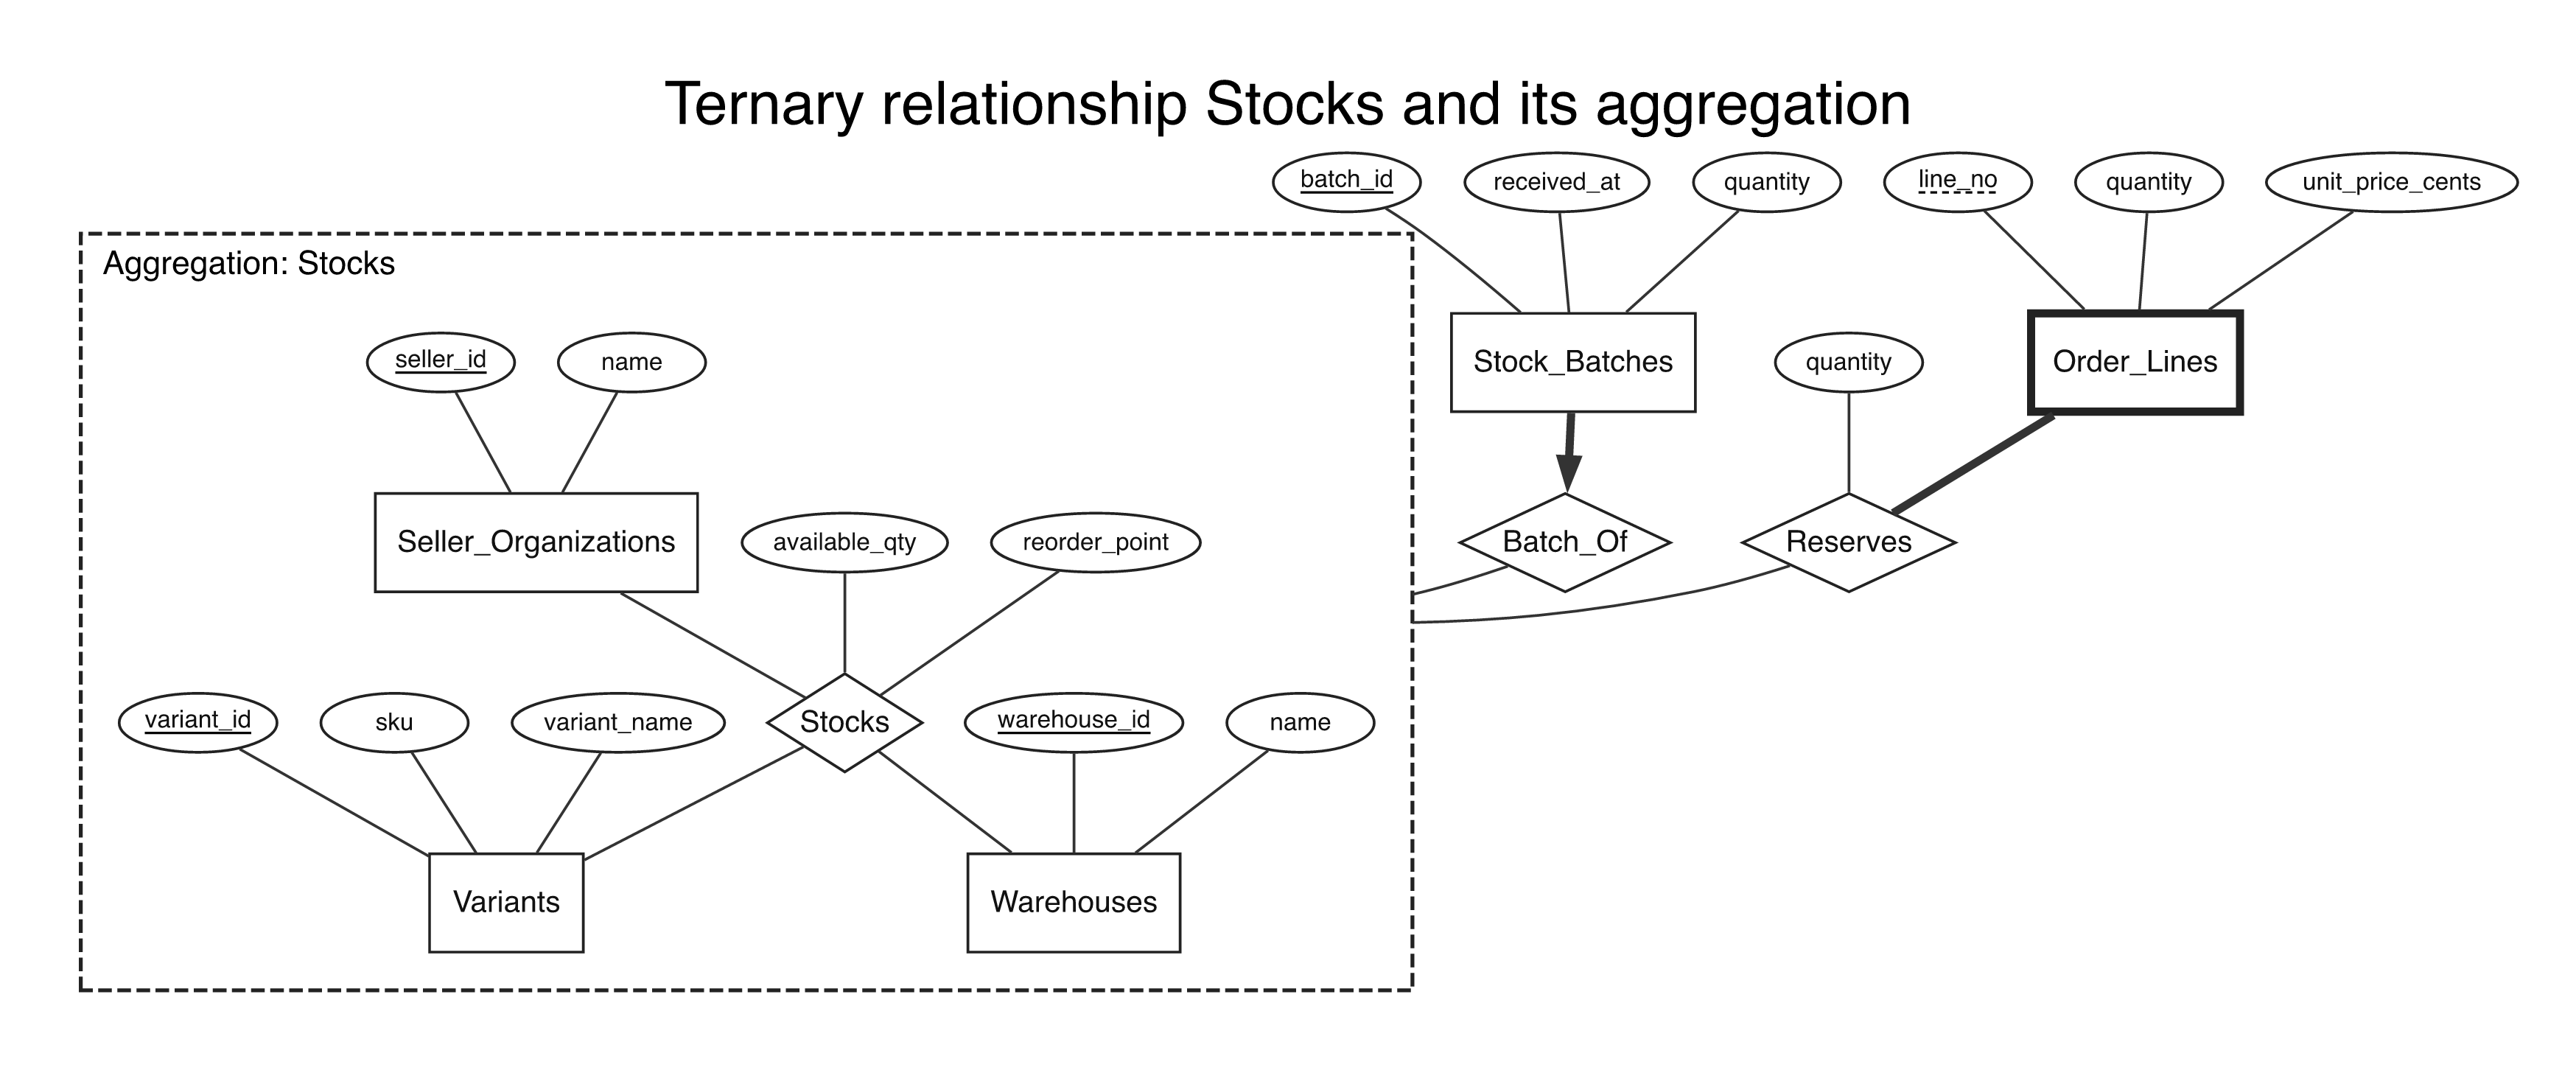 Ternary relationship Stocks and its aggregation
batch_id
received_at
quantity
line_no
quantity
unit_price_cents
Aggregation: Stocks
seller_id
name
Stock_Batches
quantity
Order_Lines
Seller_Organizations
available_qty
reorder_point
Batch_Of
Reserves
variant_id
sku
variant_name
Stocks
warehouse_id
name
Variants
Warehouses